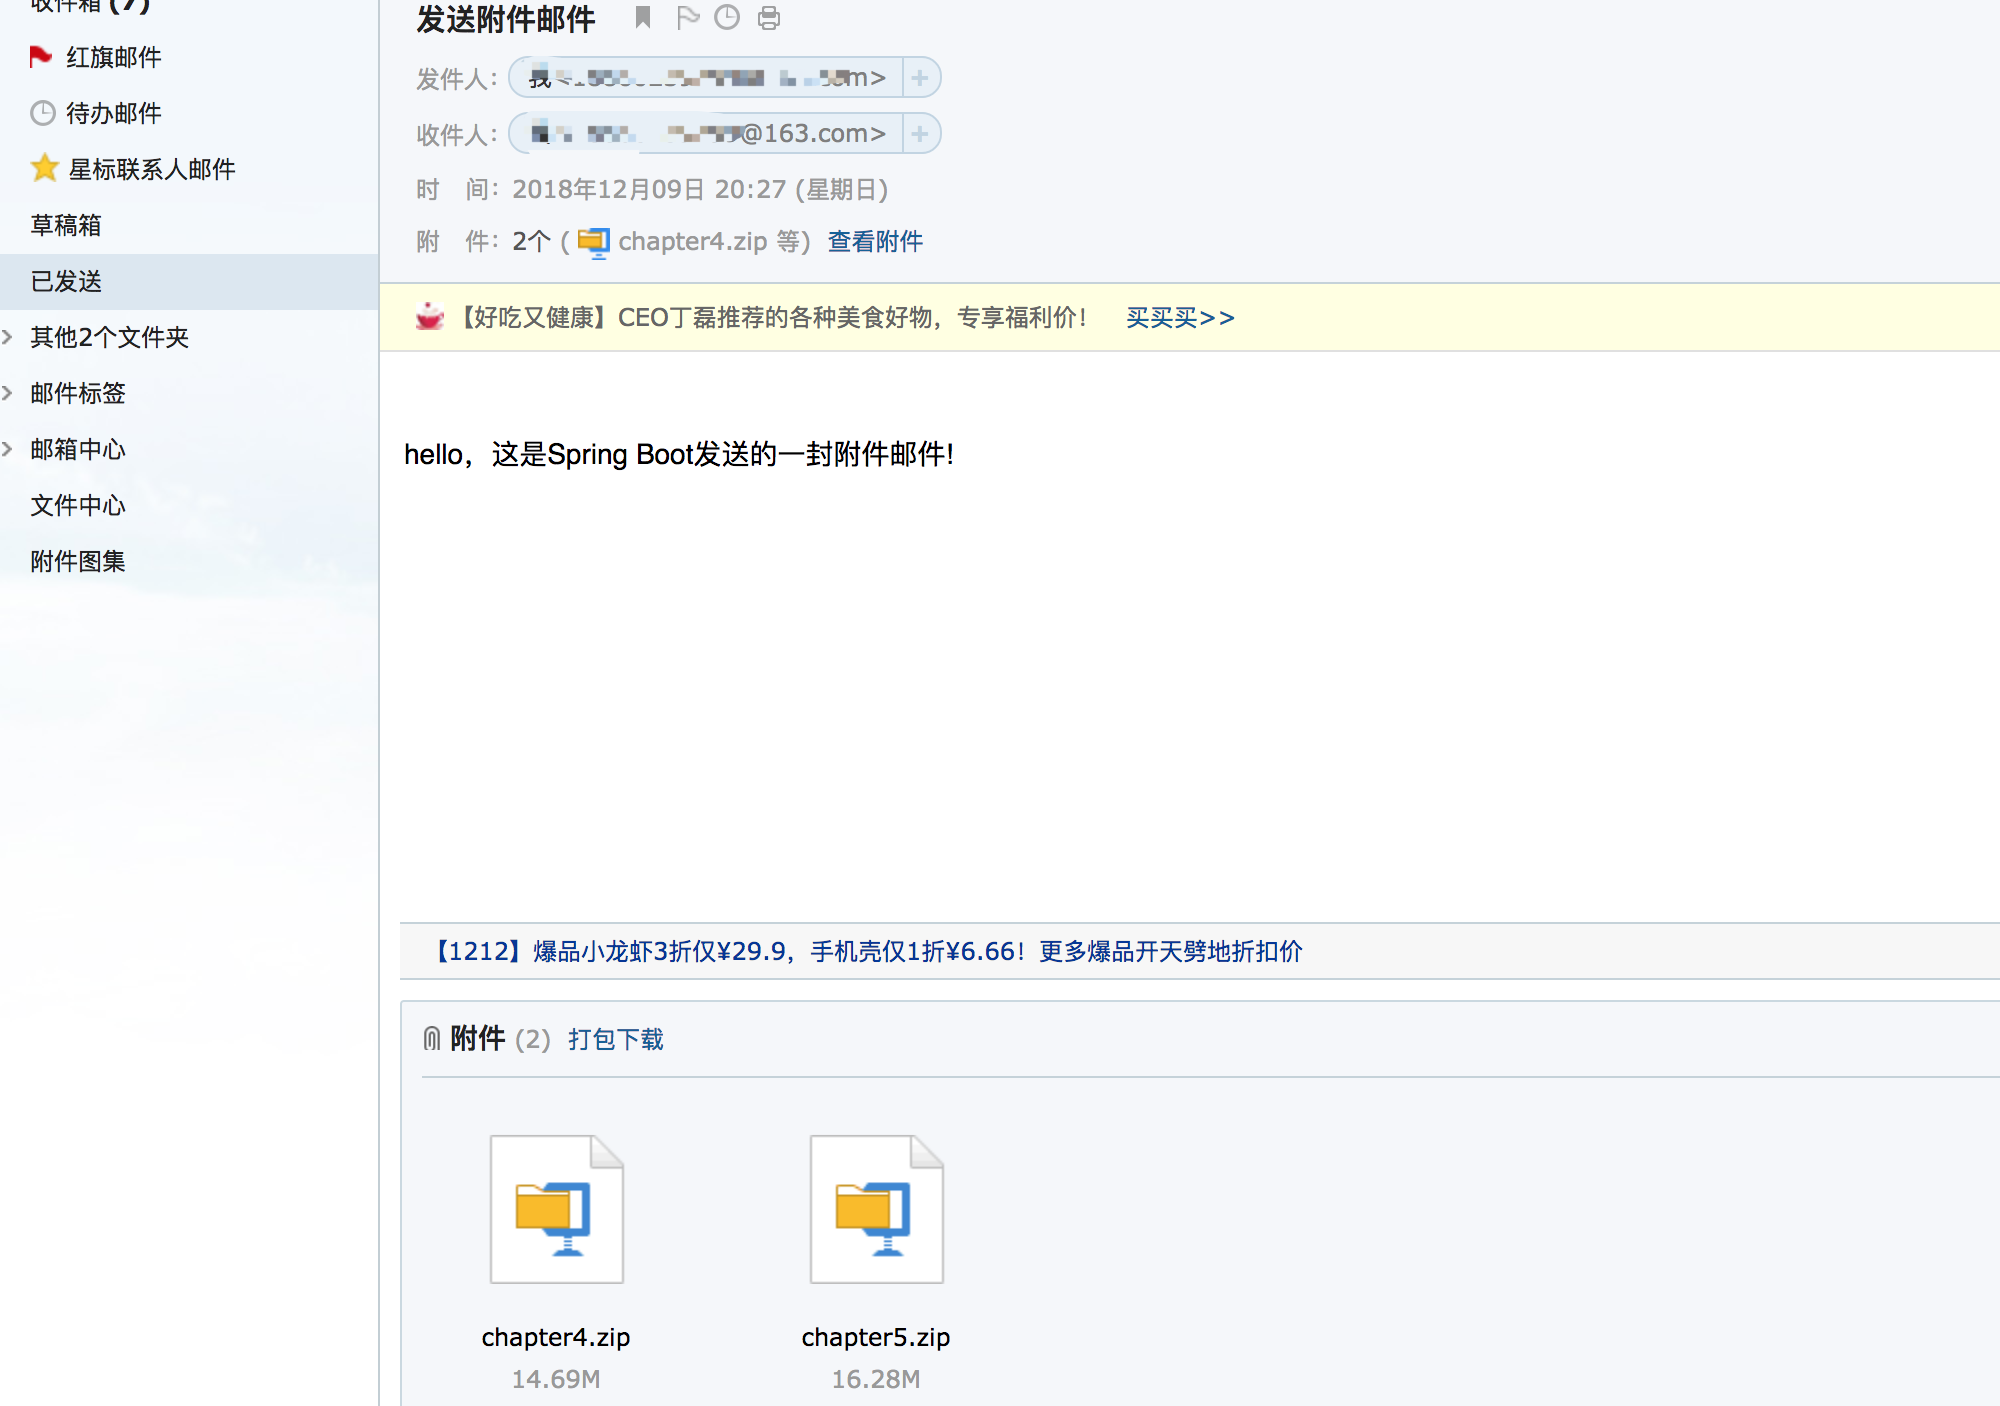 收件箱 (7)
红旗邮件
待办邮件
星标联系人邮件
草稿箱
已发送
其他2个文件夹
邮件标签
邮箱中心
文件中心
附件图集
发送附件邮件
发件人： m>
收件人： @163.com>
时 间： 2018年12月09日 20:27 (星期日)
附 件： 2个 ( chapter4.zip 等) 查看附件
【好吃又健康】CEO丁磊推荐的各种美食好物，专享福利价！ 买买买>>
hello，这是Spring Boot发送的一封附件邮件!
【1212】爆品小龙虾3折仅¥29.9，手机壳仅1折¥6.66！更多爆品开天劈地折扣价
附件 (2) 打包下载
chapter4.zip
14.69M
chapter5.zip
16.28M